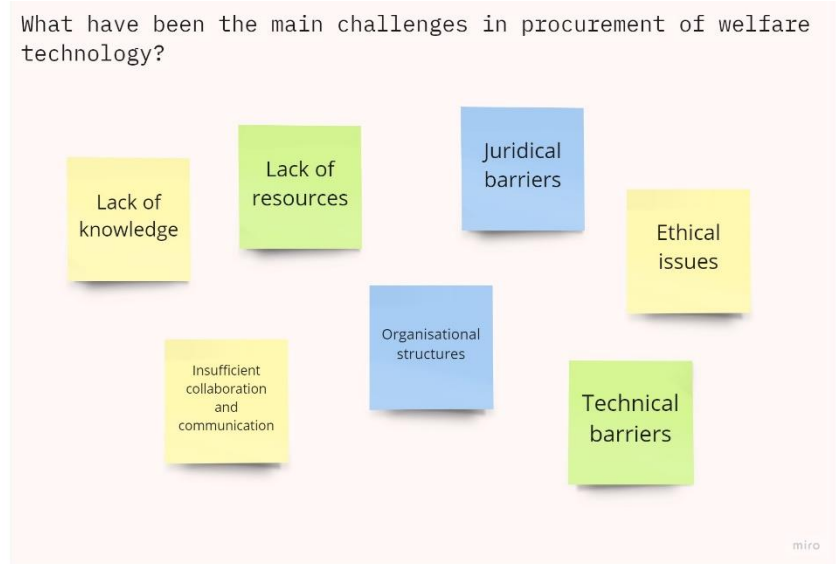 What have been the main challenges in procurement of welfare
technology?
Lack of
knowledge
Lack of
resources
Juridical
barriers
Ethical
issues
Insufficient
collaboration
and
communication
Organisational
structures
Technical
barriers
miro